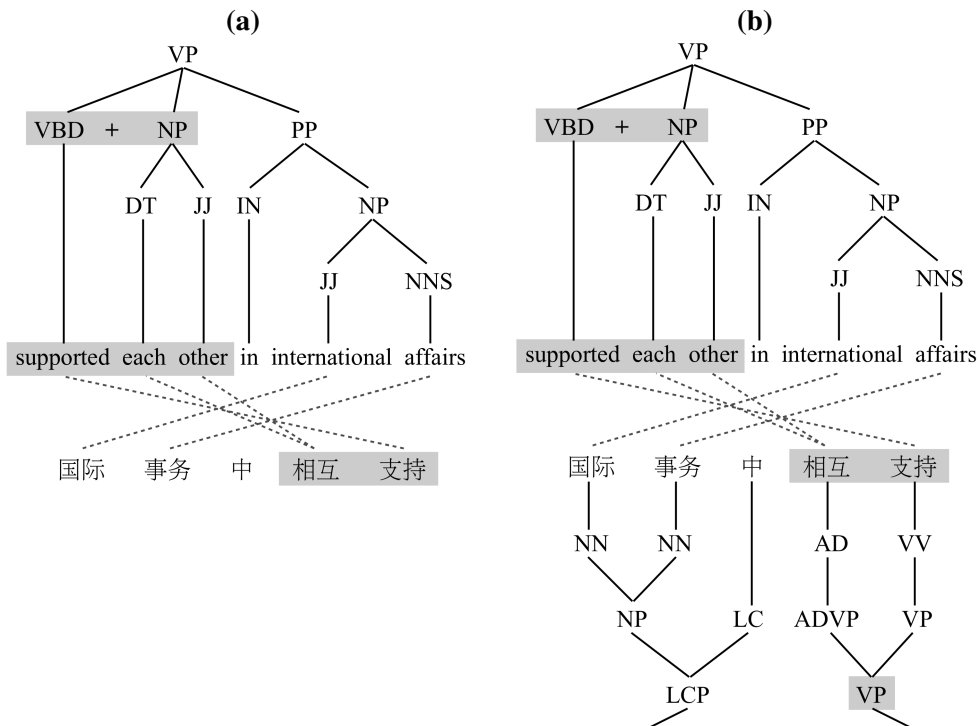 (a) (b)
VP VP
VBD + NP PP VBD + NP PP
DT JJ IN NP DT JJ IN NP
JJ NNS JJ NNS
supported each other in international affairs supported each other in international affairs
国际 事务 中 相互 支持 国际 事务 中 相互 支持
NN NN AD VV
NP LC ADVP VP
LCP VP